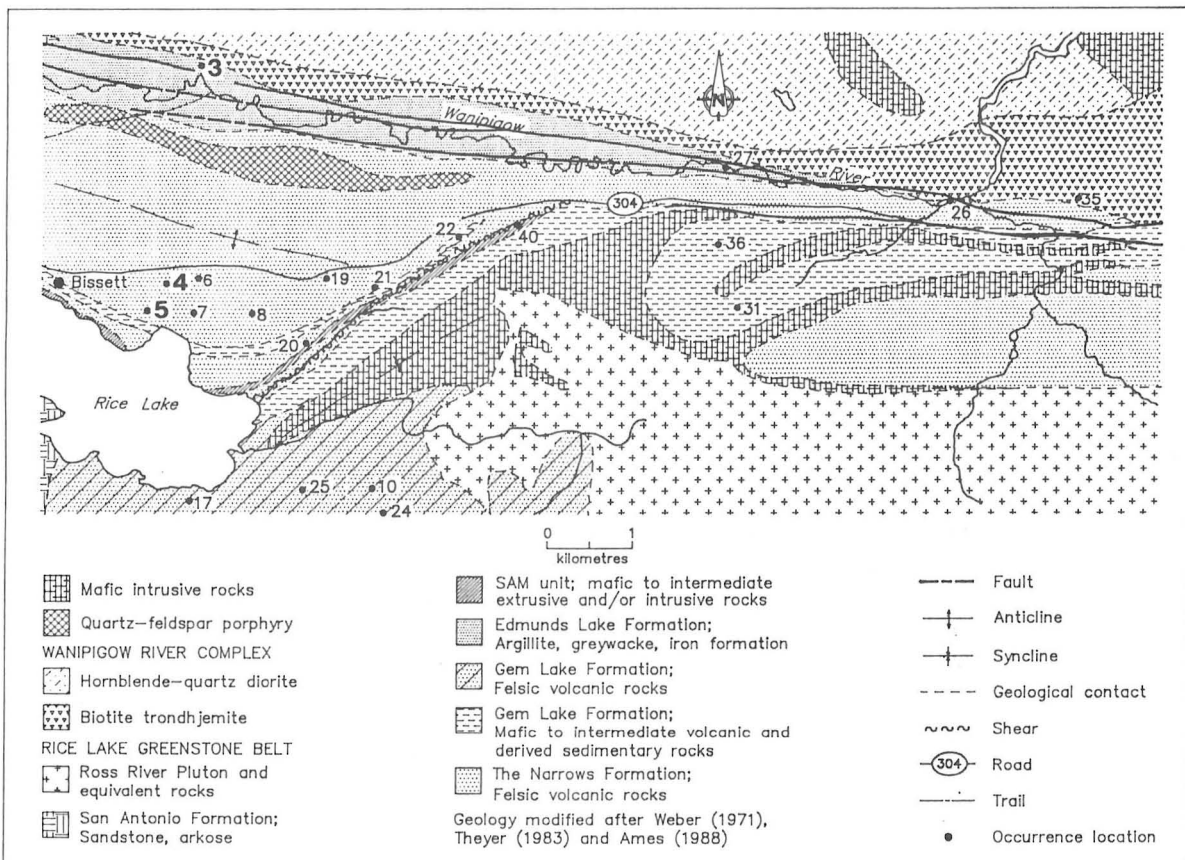 3
Wanipigow
N
27
River
304
35
26
22
40
36
Bissett
4
6
19
21
5
7
8
31
20
Rice Lake
25
10
17
24
0 1
kilometres
Mafic intrusive rocks
Quartz-feldspar porphyry
WANIPIGOW RIVER COMPLEX
Hornblende-quartz diorite
Biotite trondhjemite
RICE LAKE GREENSTONE BELT
Ross River Pluton and
equivalent rocks
San Antonio Formation;
Sandstone, arkose
SAM unit; mafic to intermediate
extrusive and/or intrusive rocks
Edmunds Lake Formation;
Argillite, greywacke, iron formation
Gem Lake Formation;
Felsic volcanic rocks
Gem Lake Formation;
Mafic to intermediate volcanic and
derived sedimentary rocks
The Narrows Formation;
Felsic volcanic rocks
Geology modified after Weber (1971),
Theyer (1983) and Ames (1988)
Fault
Anticline
Syncline
Geological contact
Shear
304 Road
Trail
Occurrence location